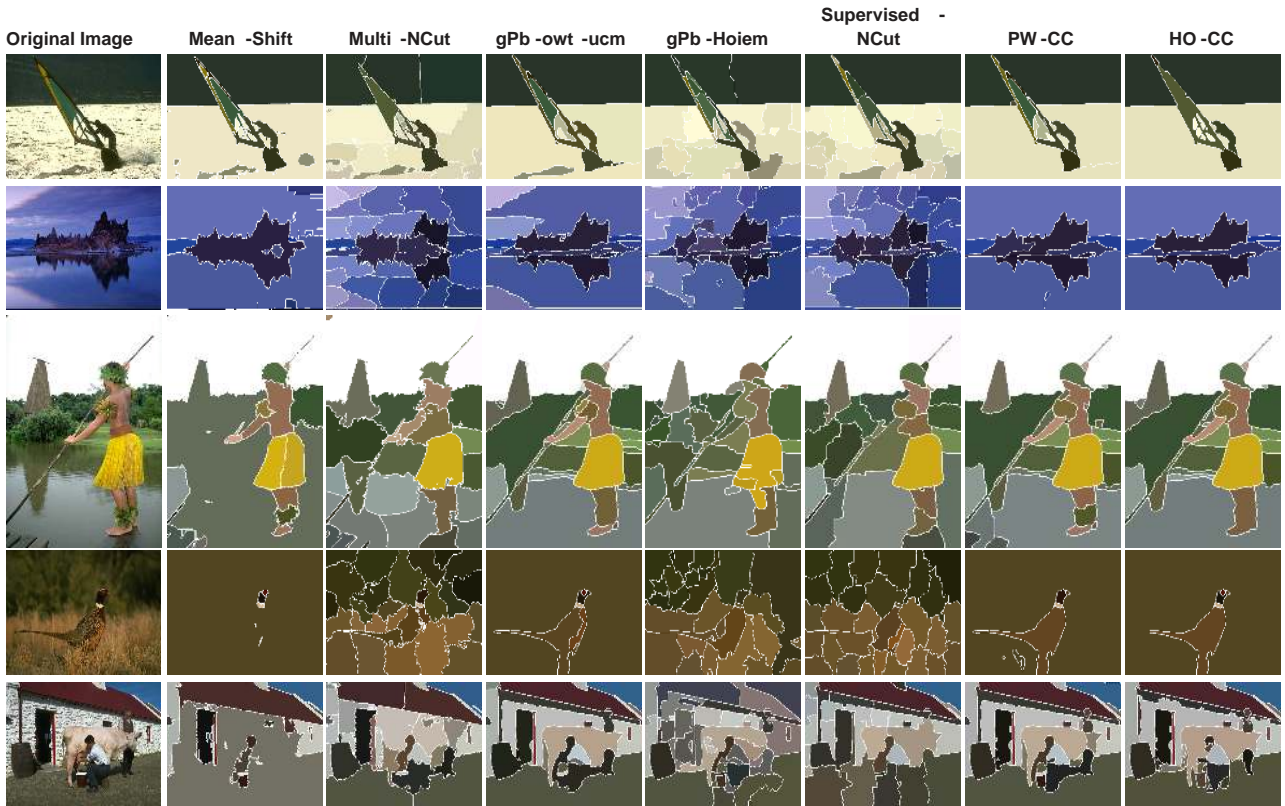 Supervised -
Original Image Mean -Shift Multi -NCut gPb -owt -ucm gPb -Hoiem NCut PW -CC HO -CC